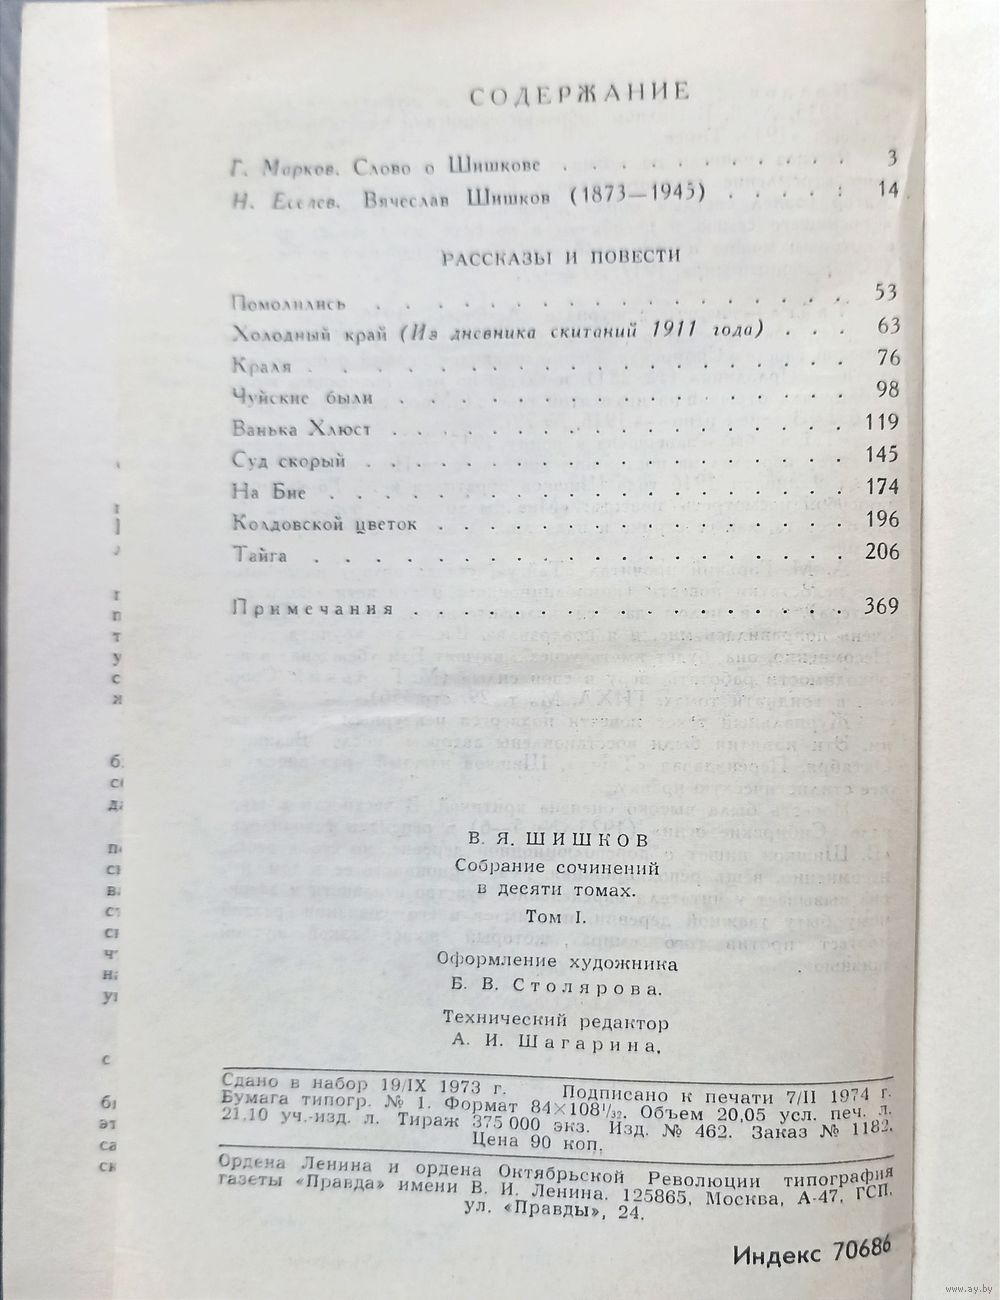 СОДЕРЖАНИЕ
Г. Марков. Слово о Шишкове . . . . . . . . . . . 3
Н. Еселев. Вячеслав Шишков (1873—1945) . . . . . 14
РАССКАЗЫ И ПОВЕСТИ
Помолились . . . . . . . . . . . . . . . . . 53
Холодный край (Из дневника скитаний 1911 года) . . . 63
Краля . . . . . . . . . . . . . . . . . . . 76
Чуйские были . . . . . . . . . . . . . . . . 98
Ванька Хлюст . . . . . . . . . . . . . . . . 119
Суд скорый . . . . . . . . . . . . . . . . . 145
На Бие . . . . . . . . . . . . . . . . . . . 174
Колдовской цветок . . . . . . . . . . . . . . 196
Тайга . . . . . . . . . . . . . . . . . . . 206
Примечания . . . . . . . . . . . . . . . . 369
В. Я. ШИШКОВ
Собрание сочинений
в десяти томах.
Том I.
Оформление художника
Б. В. Столярова.
Технический редактор
А. И. Шагарина.
Сдано в набор 19/IX 1973 г. Подписано к печати 7/II 1974 г.
Бумага типогр. № 1. Формат 84×108¹/₃₂. Объем 20,05 усл. печ. л.
21,10 уч.-изд. л. Тираж 375 000 экз. Изд. № 462. Заказ № 1182.
Цена 90 коп.
Ордена Ленина и ордена Октябрьской Революции типография
газеты «Правда» имени В. И. Ленина. 125865, Москва, А-47, ГСП,
ул. «Правды», 24.
Индекс 70686
www.ay.by